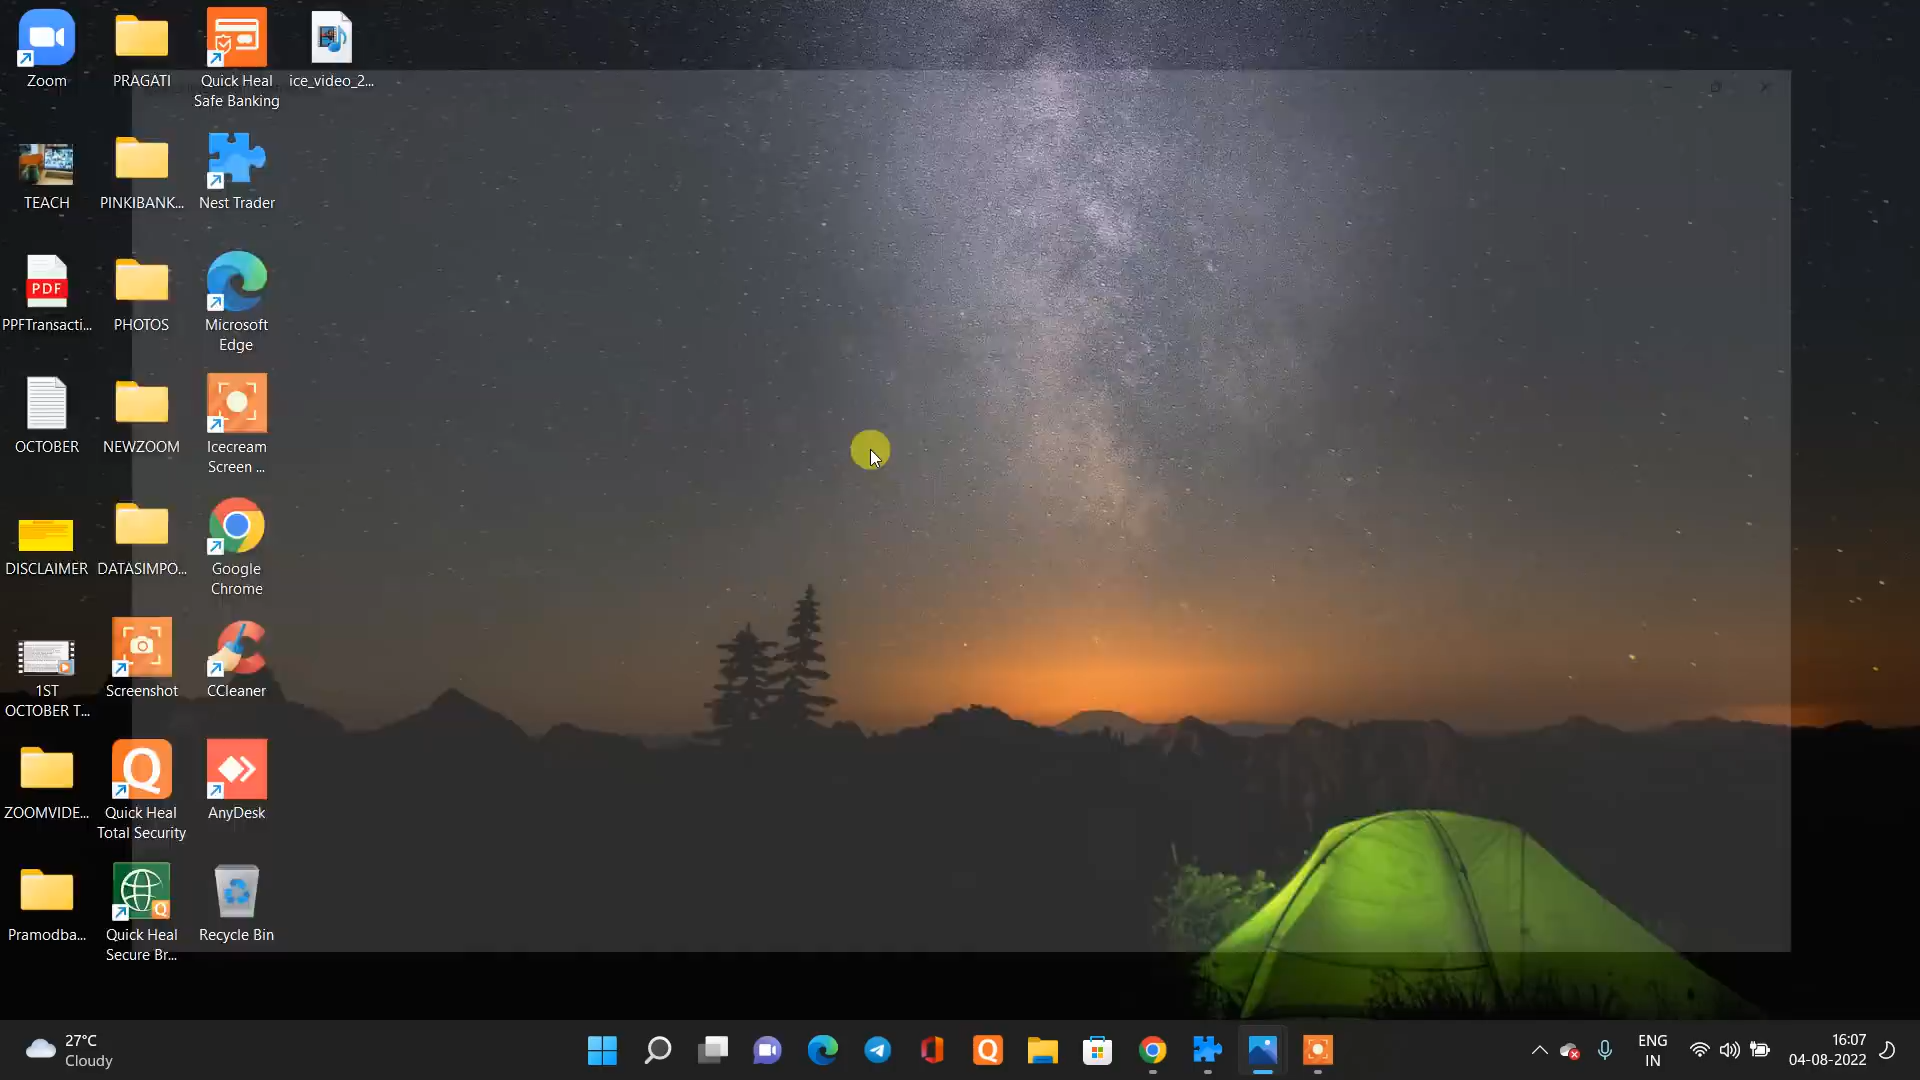 Zoom
PRAGATI
Quick Heal
Safe Banking
ice_video_2...
TEACH
PINKIBANK...
Nest Trader
PDF
PPFTransacti...
PHOTOS
Microsoft
Edge
OCTOBER
NEWZOOM
Icecream
Screen ...
DISCLAIMER
DATASIMPO...
Google
Chrome
1ST
OCTOBER T...
Screenshot
CCleaner
ZOOMVIDE...
Quick Heal
Total Security
AnyDesk
Pramodba...
Quick Heal
Secure Br...
Recycle Bin
27°C
Cloudy
ENG
IN
16:07
04-08-2022